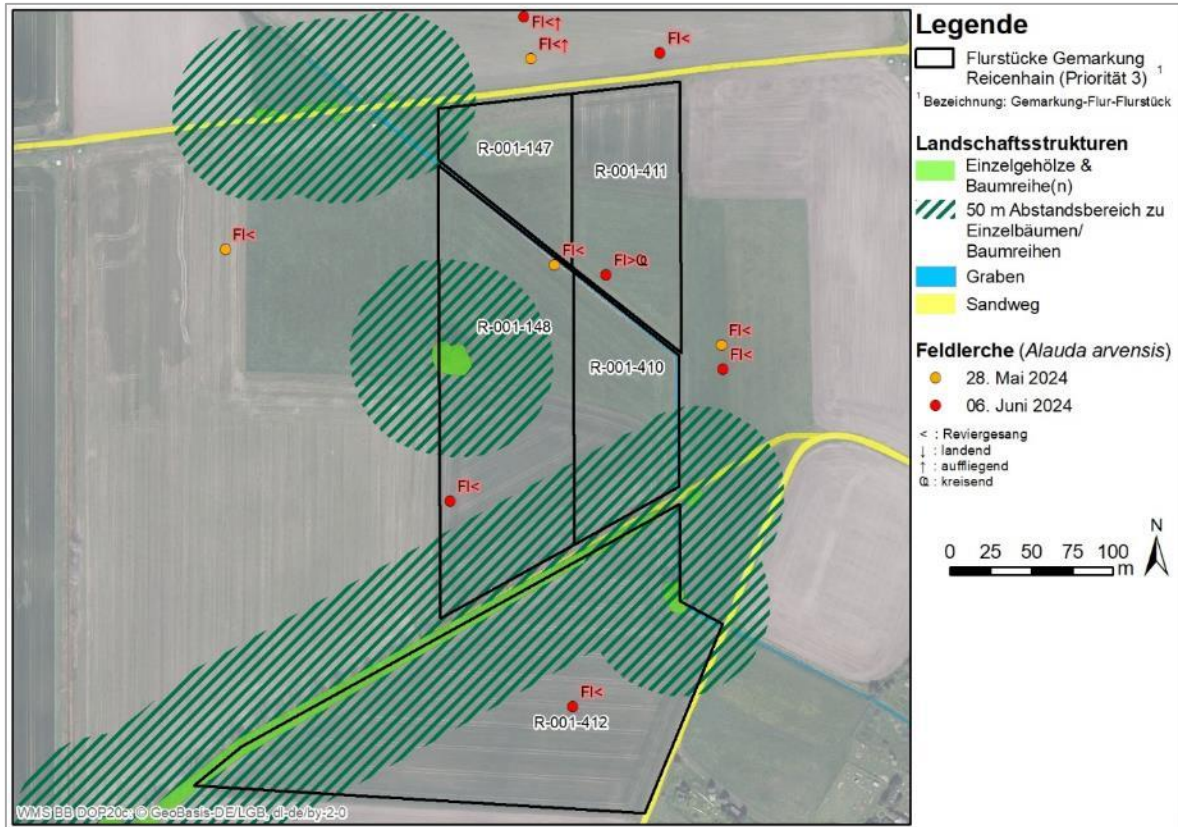 Fl<↑
Fl<↑
Fl<
R-001-147
R-001-411
Fl<
Fl<
Fl>Ҩ
R-001-148
R-001-410
Fl<
Fl<
Fl<
Fl<
R-001-412
WMS BB DOP20c: © GeoBasis-DE/LGB, dl-de/by-2-0
Legende
Flurstücke Gemarkung
Reicenhain (Priorität 3) ¹
¹ Bezeichnung: Gemarkung-Flur-Flurstück
Landschaftsstrukturen
Einzelgehölze &
Baumreihe(n)
50 m Abstandsbereich zu
Einzelbäumen/
Baumreihen
Graben
Sandweg
Feldlerche (Alauda arvensis)
28. Mai 2024
06. Juni 2024
< : Reviergesang
↓ : landend
↑ : auffliegend
Ҩ : kreisend
N
0 25 50 75 100
m